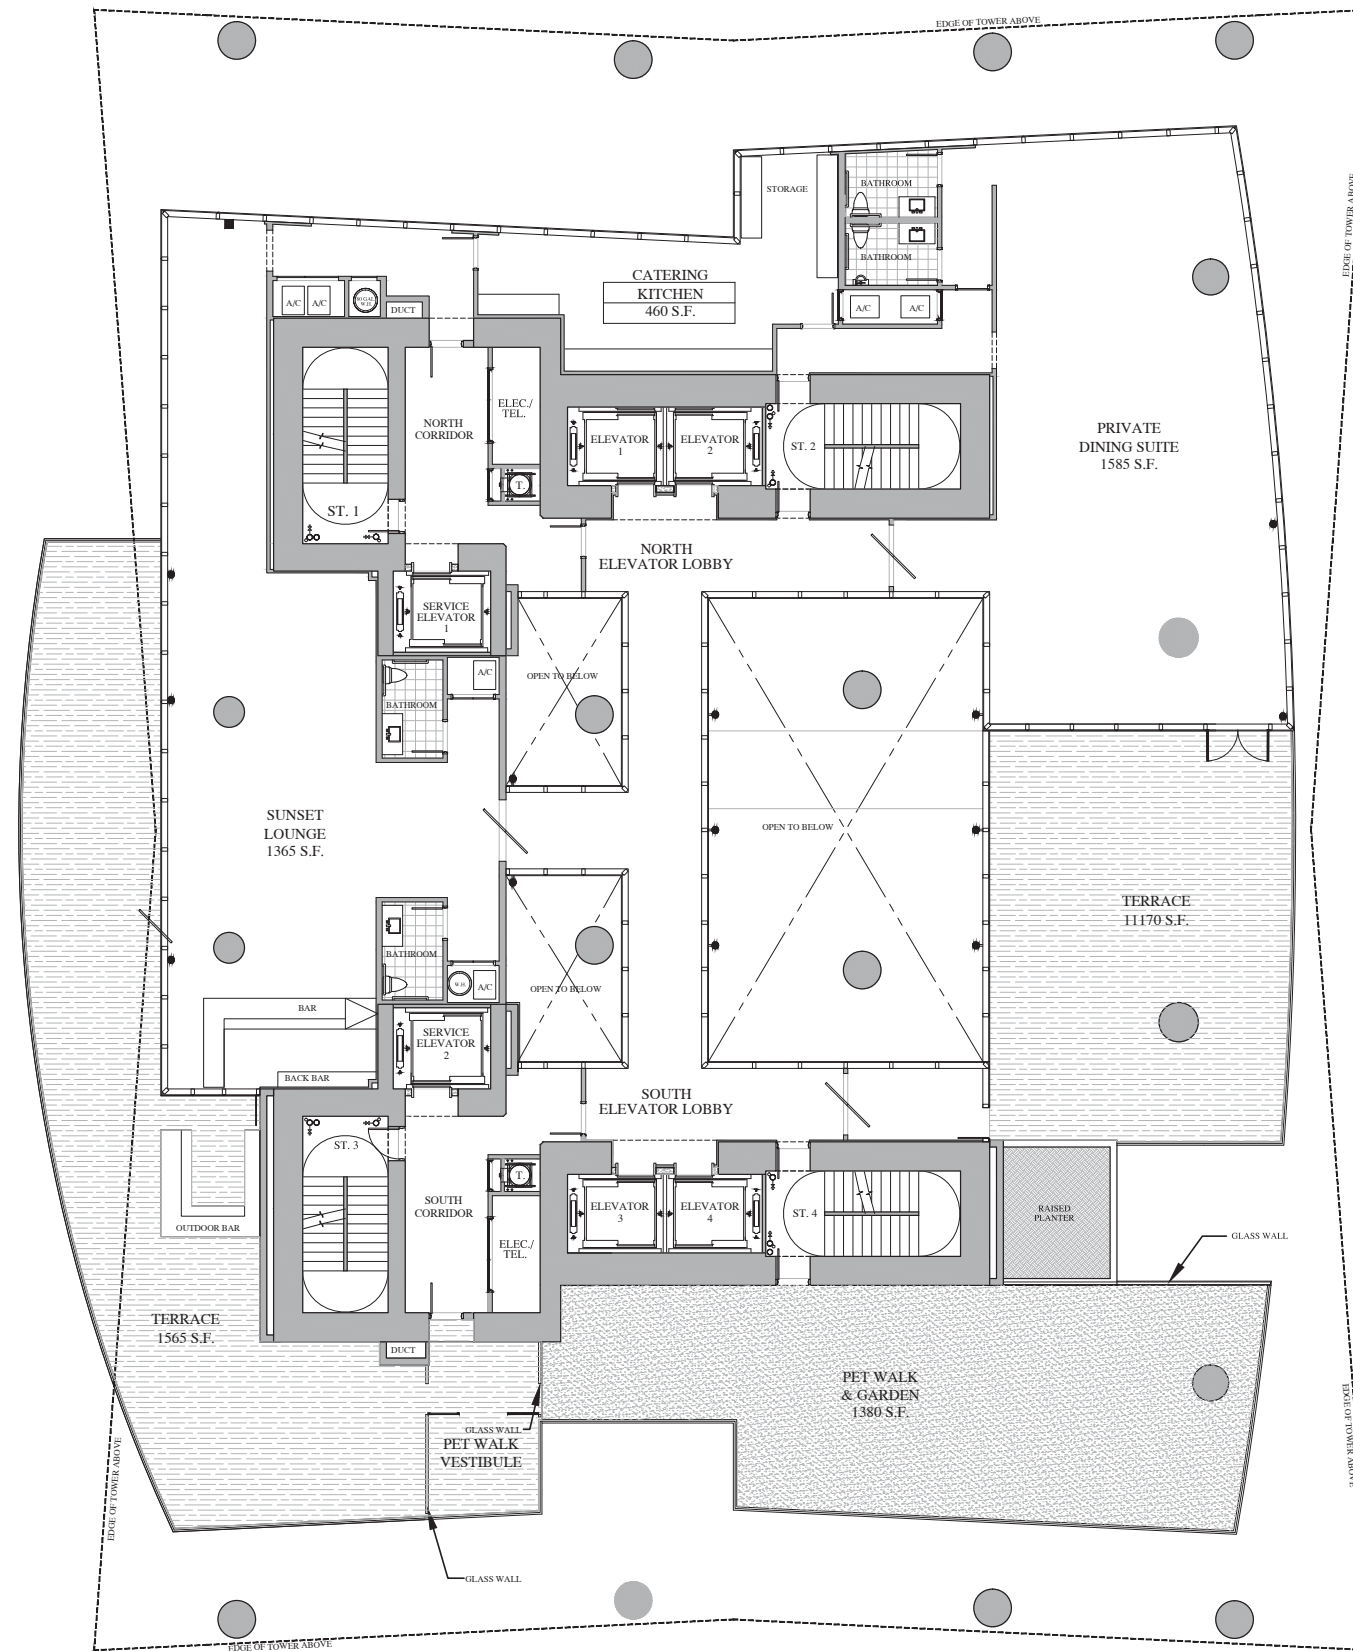 EDGE OF TOWER ABOVE
EDGE OF TOWER ABOVE
STORAGE
BATHROOM
BATHROOM
CATERING
KITCHEN
460 S.F.
A/C
A/C
80 GAL.
W.H.
DUCT
A/C
A/C
ELEC./
TEL.
NORTH
CORRIDOR
ELEVATOR
1
ELEVATOR
2
ST. 2
PRIVATE
DINING SUITE
1585 S.F.
T.
ST. 1
NORTH
ELEVATOR LOBBY
SERVICE
ELEVATOR
1
A/C
OPEN TO BELOW
BATHROOM
SUNSET
LOUNGE
1365 S.F.
OPEN TO BELOW
TERRACE
11170 S.F.
BATHROOM
W.H.
A/C
OPEN TO BELOW
BAR
SERVICE
ELEVATOR
2
BACK BAR
SOUTH
ELEVATOR LOBBY
ST. 3
T.
SOUTH
CORRIDOR
ELEVATOR
3
ELEVATOR
4
ST. 4
RAISED
PLANTER
OUTDOOR BAR
ELEC./
TEL.
GLASS WALL
TERRACE
1565 S.F.
DUCT
PET WALK
& GARDEN
1380 S.F.
GLASS WALL
PET WALK
VESTIBULE
EDGE OF TOWER ABOVE
EDGE OF TOWER ABOVE
GLASS WALL
EDGE OF TOWER ABOVE